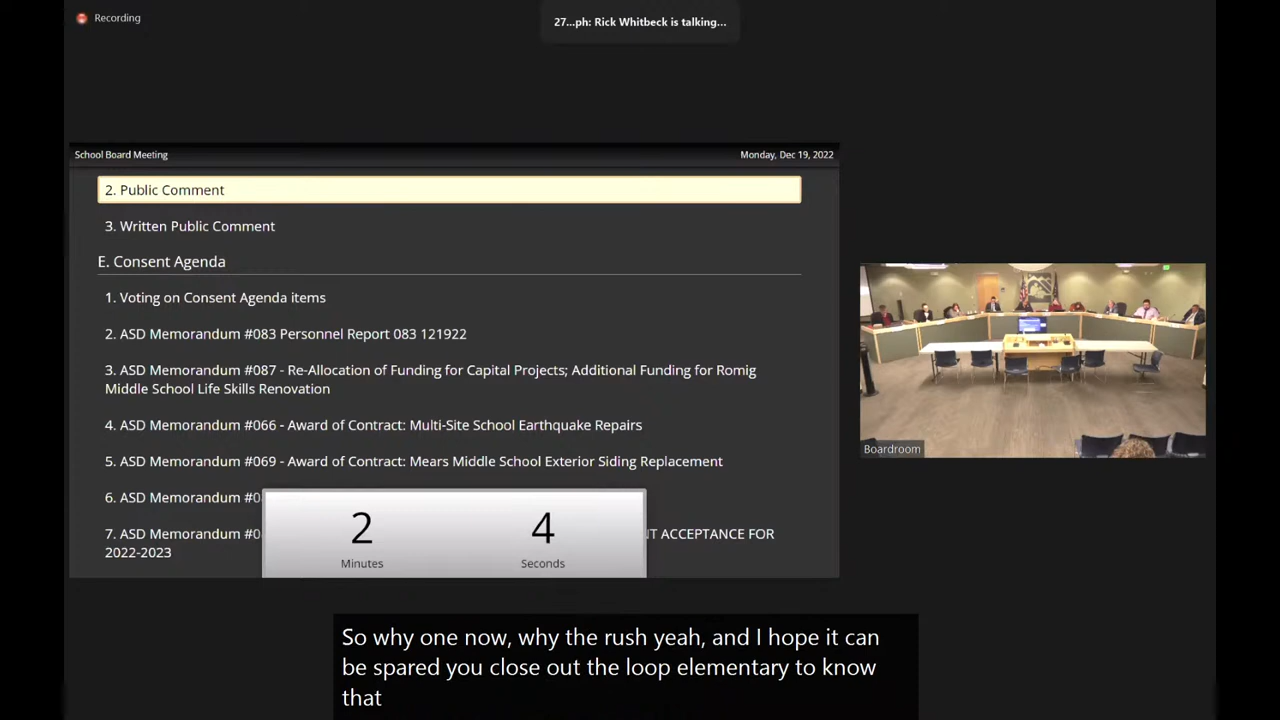 Recording
27...ph: Rick Whitbeck is talking...
School Board Meeting
Monday, Dec 19, 2022
2. Public Comment
3. Written Public Comment
E. Consent Agenda
1. Voting on Consent Agenda items
2. ASD Memorandum #083 Personnel Report 083 121922
3. ASD Memorandum #087 - Re-Allocation of Funding for Capital Projects; Additional Funding for Romig
Middle School Life Skills Renovation
4. ASD Memorandum #066 - Award of Contract: Multi-Site School Earthquake Repairs
5. ASD Memorandum #069 - Award of Contract: Mears Middle School Exterior Siding Replacement
6. ASD Memorandum #0
7. ASD Memorandum #0
NT ACCEPTANCE FOR
2022-2023
2
4
Minutes
Seconds
Boardroom
So why one now, why the rush yeah, and I hope it can
be spared you close out the loop elementary to know
that